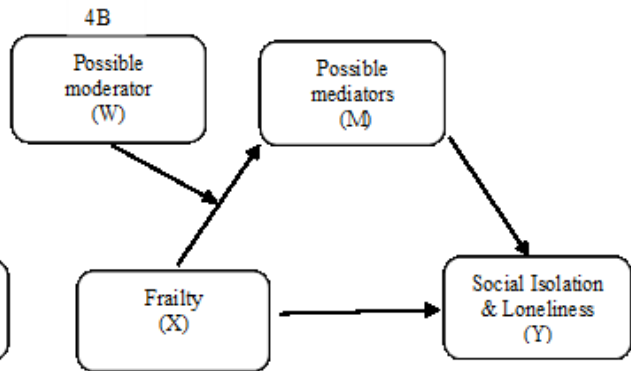 4B
Possible
moderator
(W)
Possible
mediators
(M)
Frailty
(X)
Social Isolation
& Loneliness
(Y)